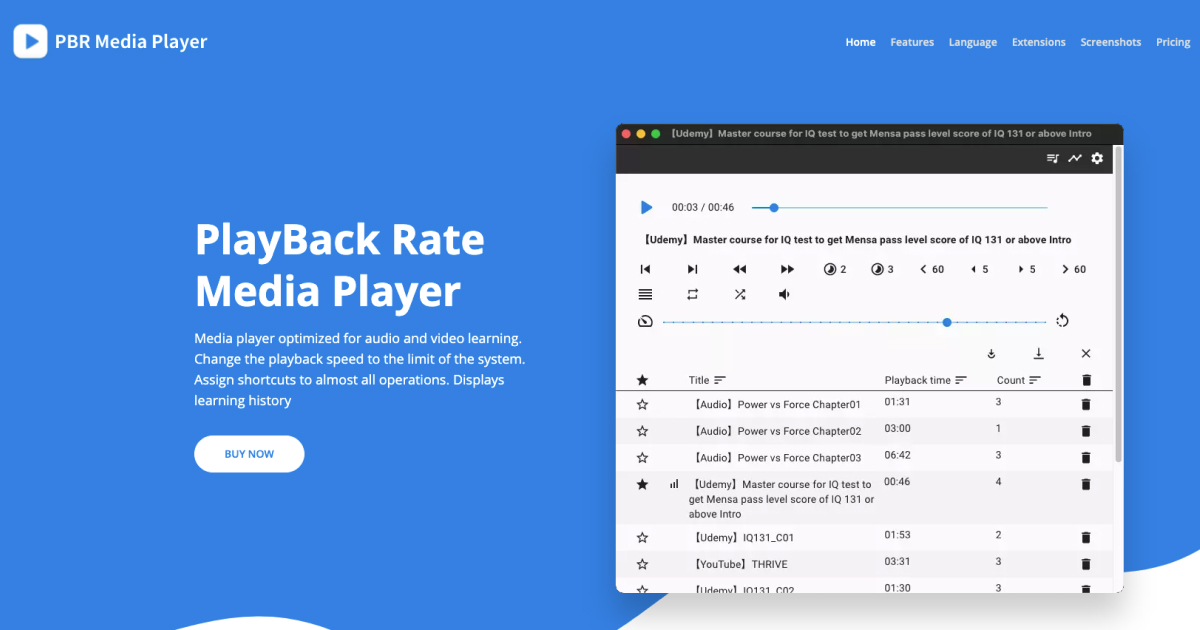 PBR Media Player
Home Features Language Extensions Screenshots Pricing
PlayBack Rate
Media Player
Media player optimized for audio and video learning.
Change the playback speed to the limit of the system.
Assign shortcuts to almost all operations. Displays
learning history
BUY NOW
【Udemy】Master course for IQ test to get Mensa pass level score of IQ 131 or above Intro
00:03 / 00:46
【Udemy】Master course for IQ test to get Mensa pass level score of IQ 131 or above Intro
2 3 60 5 5 60
Title Playback time Count
【Audio】Power vs Force Chapter01 01:31 3
【Audio】Power vs Force Chapter02 03:00 1
【Audio】Power vs Force Chapter03 06:42 3
【Udemy】Master course for IQ test to 00:46 4
get Mensa pass level score of IQ 131 or
above Intro
【Udemy】IQ131_C01 01:53 2
【YouTube】THRIVE 03:31 3
【Udemy】IQ131_C02 01:30 3